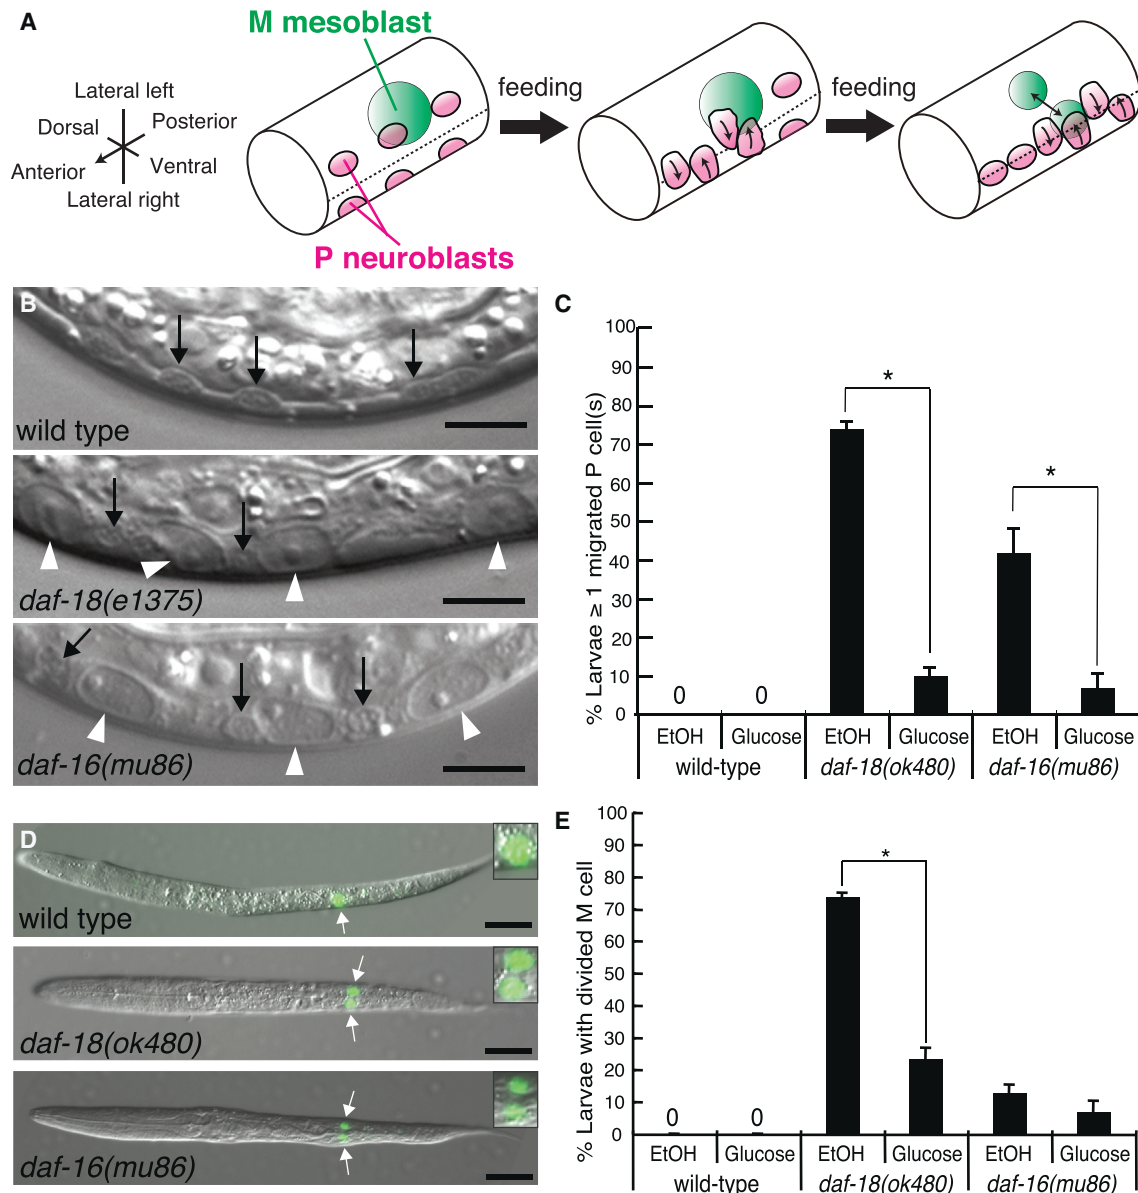 A
M mesoblast
Lateral left
Dorsal
Posterior
Anterior
Ventral
Lateral right
feeding
feeding
P neuroblasts
B
wild type
daf-18(e1375)
daf-16(mu86)
C
% Larvae ≥ 1 migrated P cell(s)
100
90
80
70
60
50
40
30
20
10
0
0
0
*
*
EtOH
Glucose
EtOH
Glucose
EtOH
Glucose
wild-type
daf-18(ok480)
daf-16(mu86)
D
wild type
daf-18(ok480)
daf-16(mu86)
E
% Larvae with divided M cell
100
90
80
70
60
50
40
30
20
10
0
0
0
*
EtOH
Glucose
EtOH
Glucose
EtOH
Glucose
wild-type
daf-18(ok480)
daf-16(mu86)